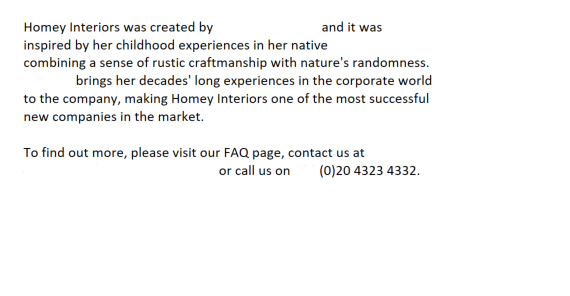 Homey Interiors was created by and it was
inspired by her childhood experiences in her native
combining a sense of rustic craftmanship with nature's randomness.
brings her decades' long experiences in the corporate world
to the company, making Homey Interiors one of the most successful
new companies in the market.
To find out more, please visit our FAQ page, contact us at
or call us on (0)20 4323 4332.